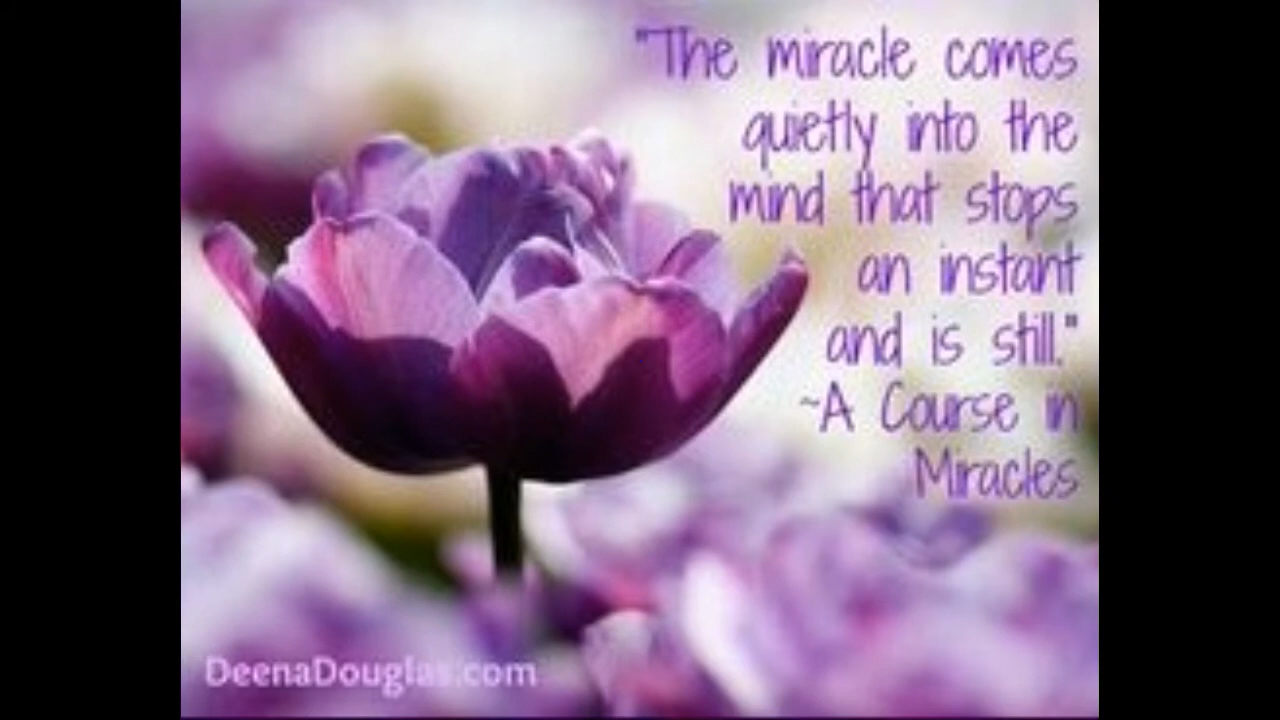 "The miracle comes
quietly into the
mind that stops
an instant
and is still."
~A Course in
Miracles
DeenaDouglas.com